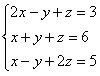 2x − y + z = 3
x + y + z = 6
x − y − 2z = 5